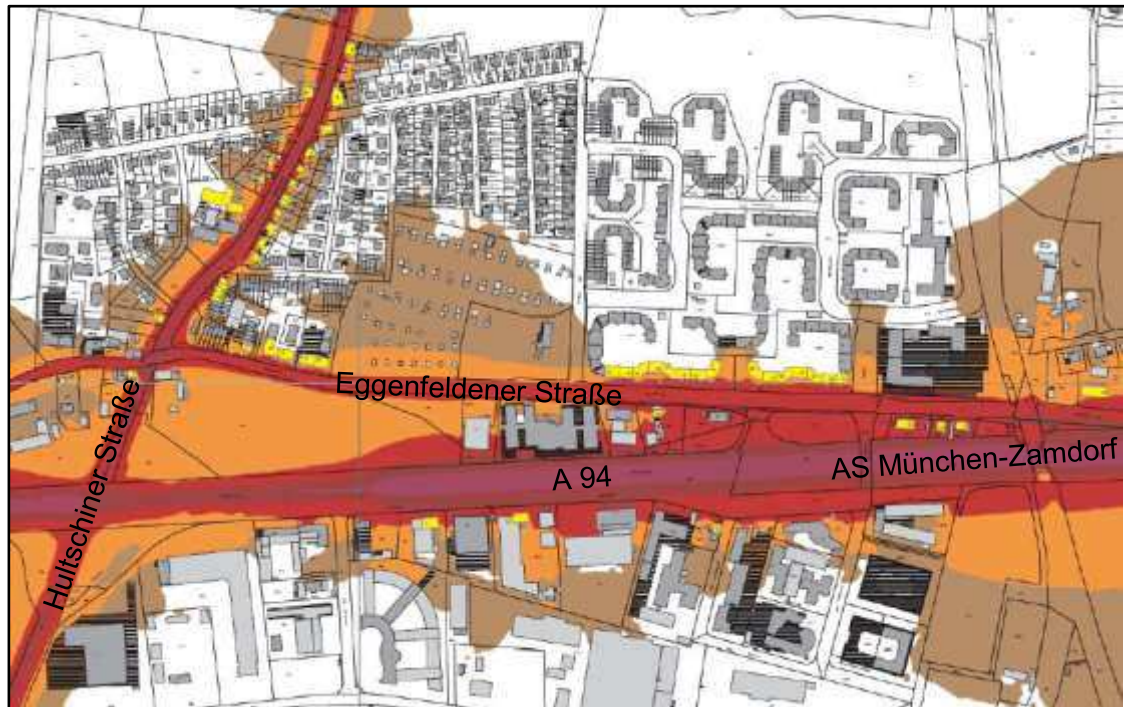 Eggenfeldener Straße
Hultschiner Straße
A 94
AS München-Zamdorf